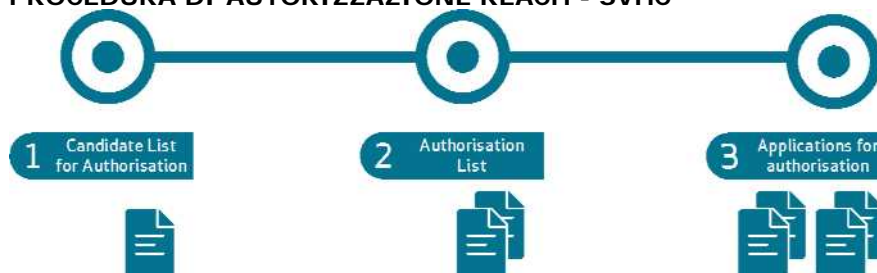 PROCEDURA DI AUTORIZZAZIONE REACH - SVHC
1 Candidate List
for Authorisation
2 Authorisation
List
3 Applications for
authorisation